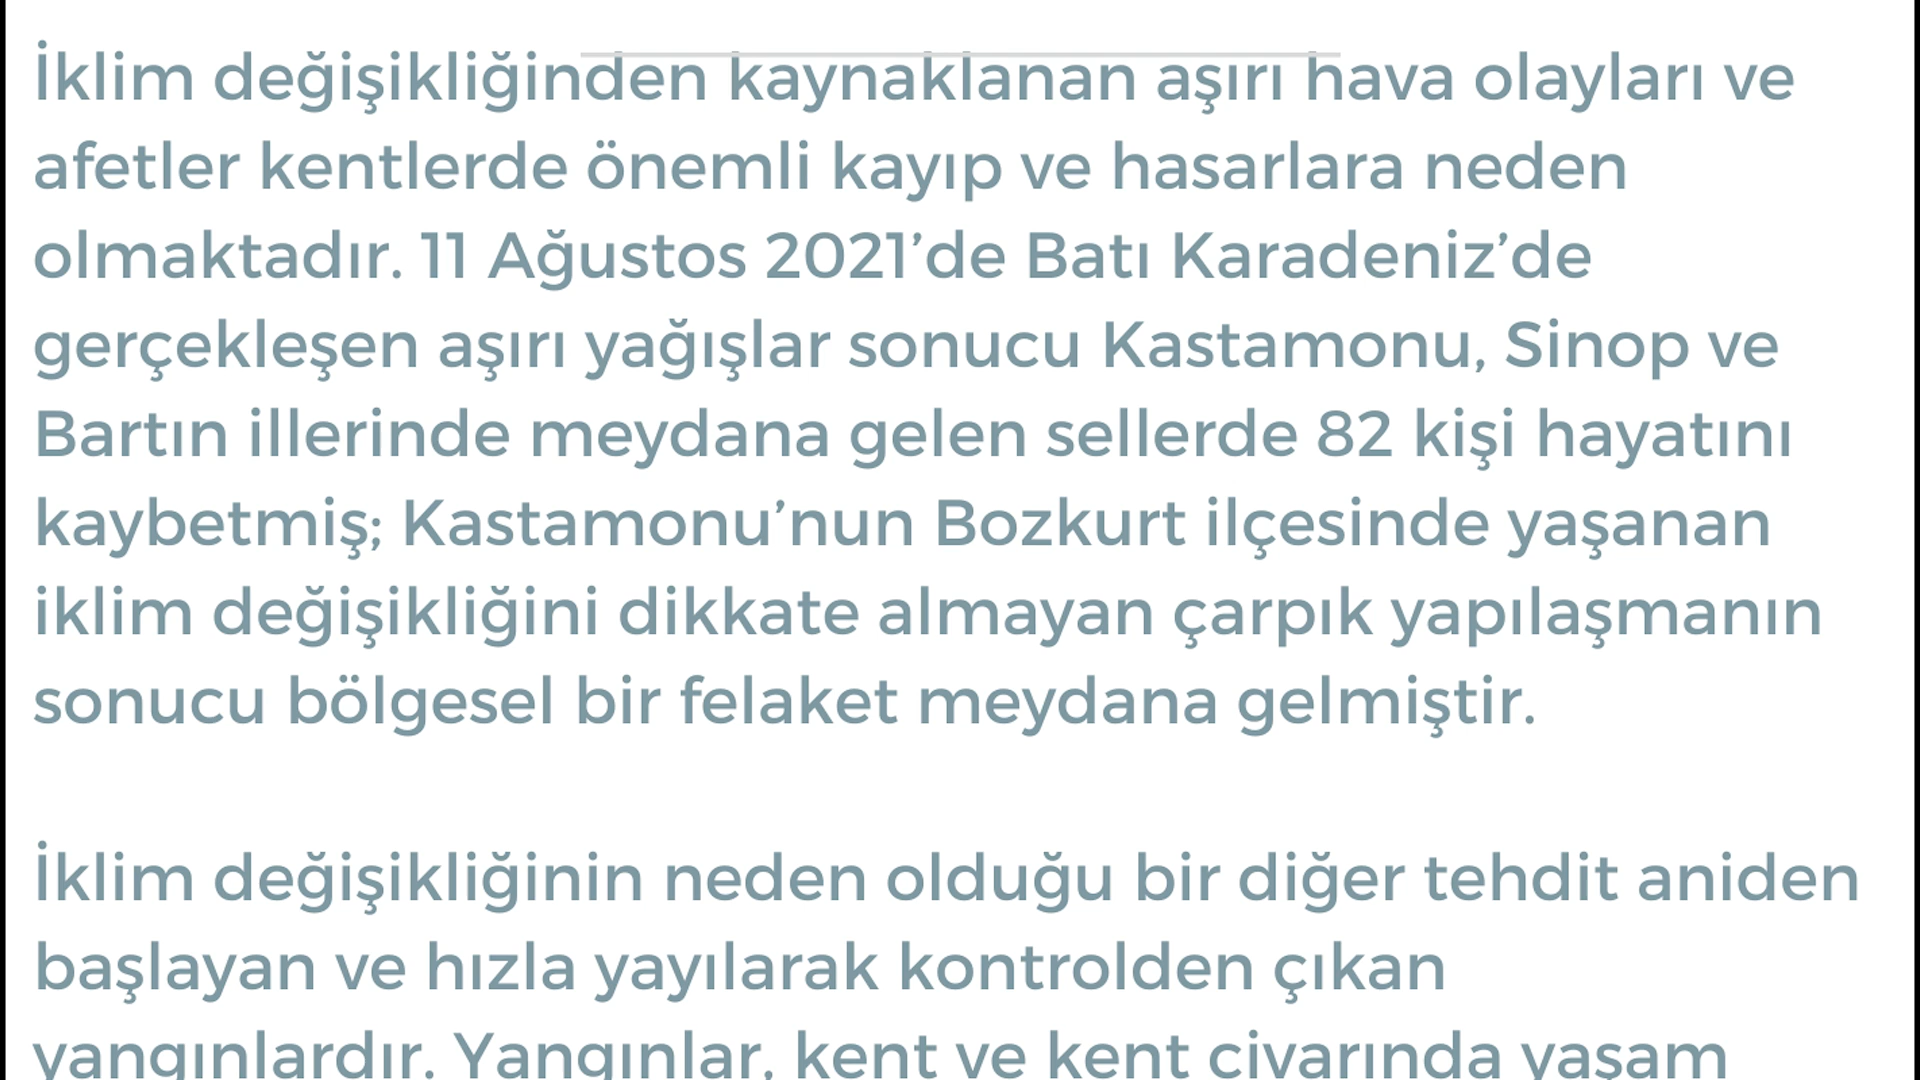 İklim değişikliğinden kaynaklanan aşırı hava olayları ve
afetler kentlerde önemli kayıp ve hasarlara neden
olmaktadır. 11 Ağustos 2021’de Batı Karadeniz’de
gerçekleşen aşırı yağışlar sonucu Kastamonu, Sinop ve
Bartın illerinde meydana gelen sellerde 82 kişi hayatını
kaybetmiş; Kastamonu’nun Bozkurt ilçesinde yaşanan
iklim değişikliğini dikkate almayan çarpık yapılaşmanın
sonucu bölgesel bir felaket meydana gelmiştir.
İklim değişikliğinin neden olduğu bir diğer tehdit aniden
başlayan ve hızla yayılarak kontrolden çıkan
yangınlardır. Yangınlar, kent ve kent civarında yaşam